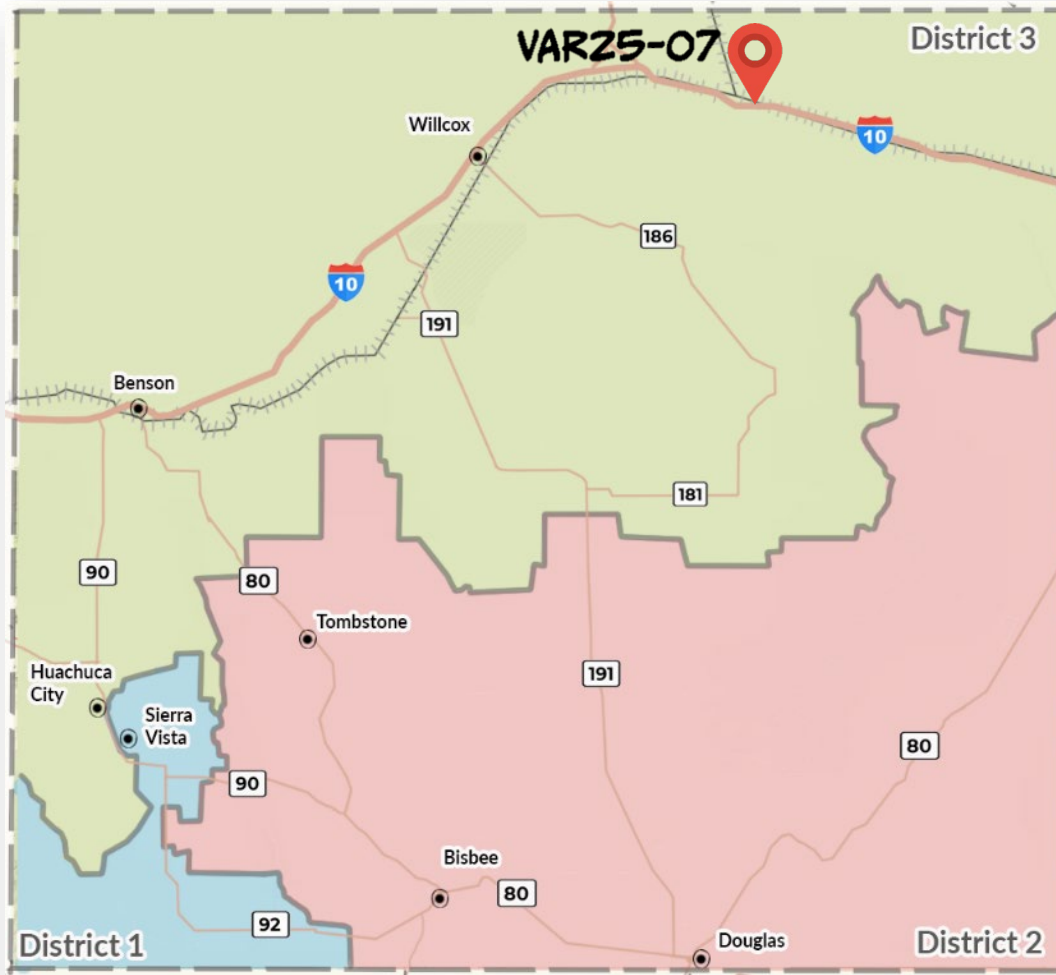 VAR25-07
District 3
Willcox
10
186
10
191
Benson
181
90
80
Tombstone
191
Huachuca
City
Sierra
Vista
80
90
Bisbee
80
92
Douglas
District 1
District 2